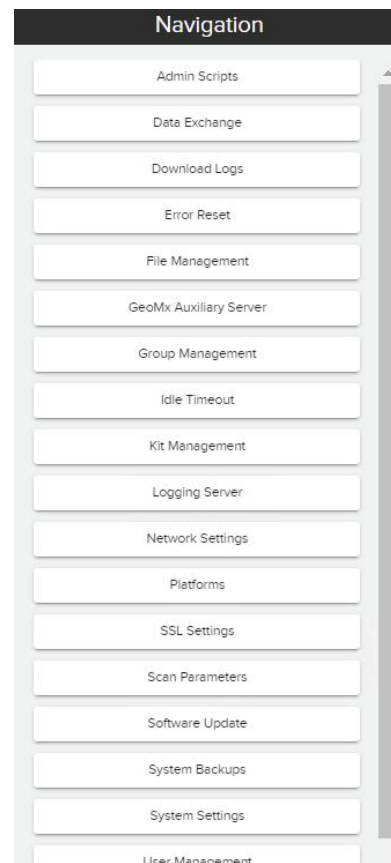 Navigation
Admin Scripts
Data Exchange
Download Logs
Error Reset
File Management
GeoMx Auxiliary Server
Group Management
Idle Timeout
Kit Management
Logging Server
Network Settings
Platforms
SSL Settings
Scan Parameters
Software Update
System Backups
System Settings
User Management